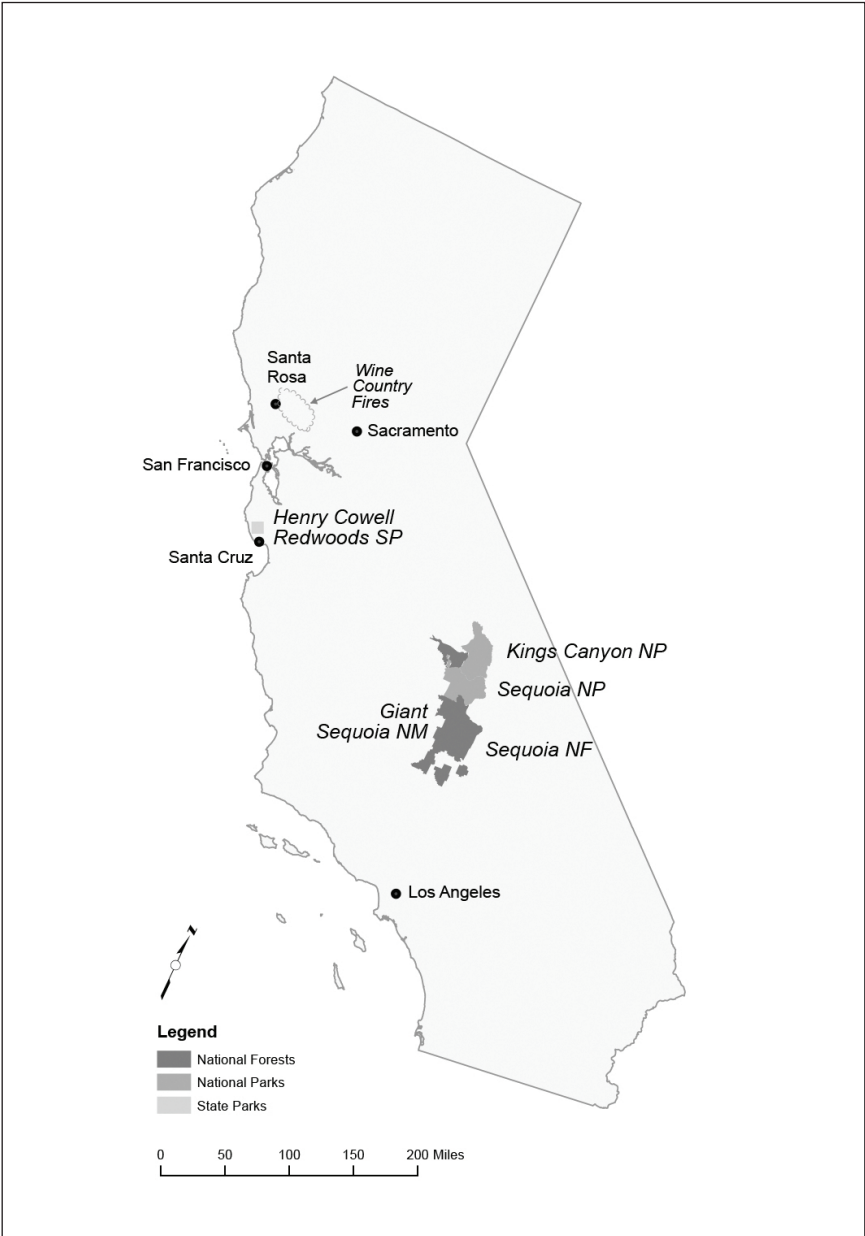 Santa
Rosa
Wine
Country
Fires
Sacramento
San Francisco
Henry Cowell
Redwoods SP
Santa Cruz
Kings Canyon NP
Sequoia NP
Giant
Sequoia NM
Sequoia NF
Los Angeles
N
Legend
National Forests
National Parks
State Parks
0 50 100 150 200 Miles